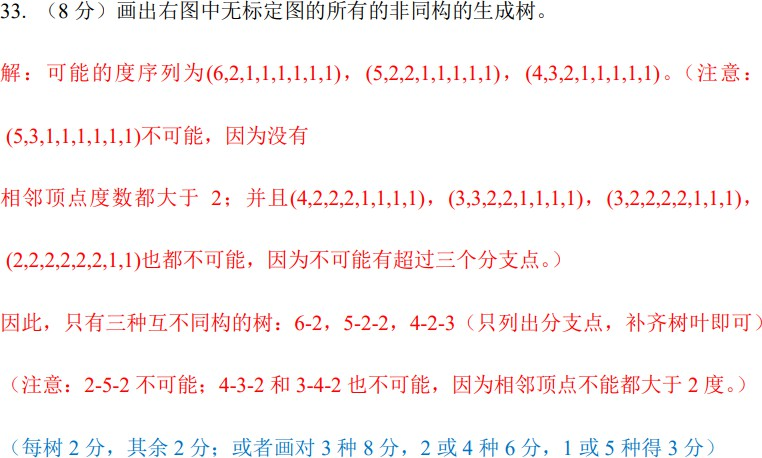 33. （8 分）画出右图中无标定图的所有的非同构的生成树。
解：可能的度序列为(6,2,1,1,1,1,1,1)，(5,2,2,1,1,1,1,1)，(4,3,2,1,1,1,1,1)。（注意：
(5,3,1,1,1,1,1,1)不可能，因为没有
相邻顶点度数都大于 2；并且(4,2,2,2,1,1,1,1)，(3,3,2,2,1,1,1,1)，(3,2,2,2,2,1,1,1)，
(2,2,2,2,2,2,1,1)也都不可能，因为不可能有超过三个分支点。）
因此，只有三种互不同构的树：6-2，5-2-2，4-2-3（只列出分支点，补齐树叶即可）
（注意：2-5-2 不可能；4-3-2 和 3-4-2 也不可能，因为相邻顶点不能都大于 2 度。）
（每树 2 分，其余 2 分；或者画对 3 种 8 分，2 或 4 种 6 分，1 或 5 种得 3 分）